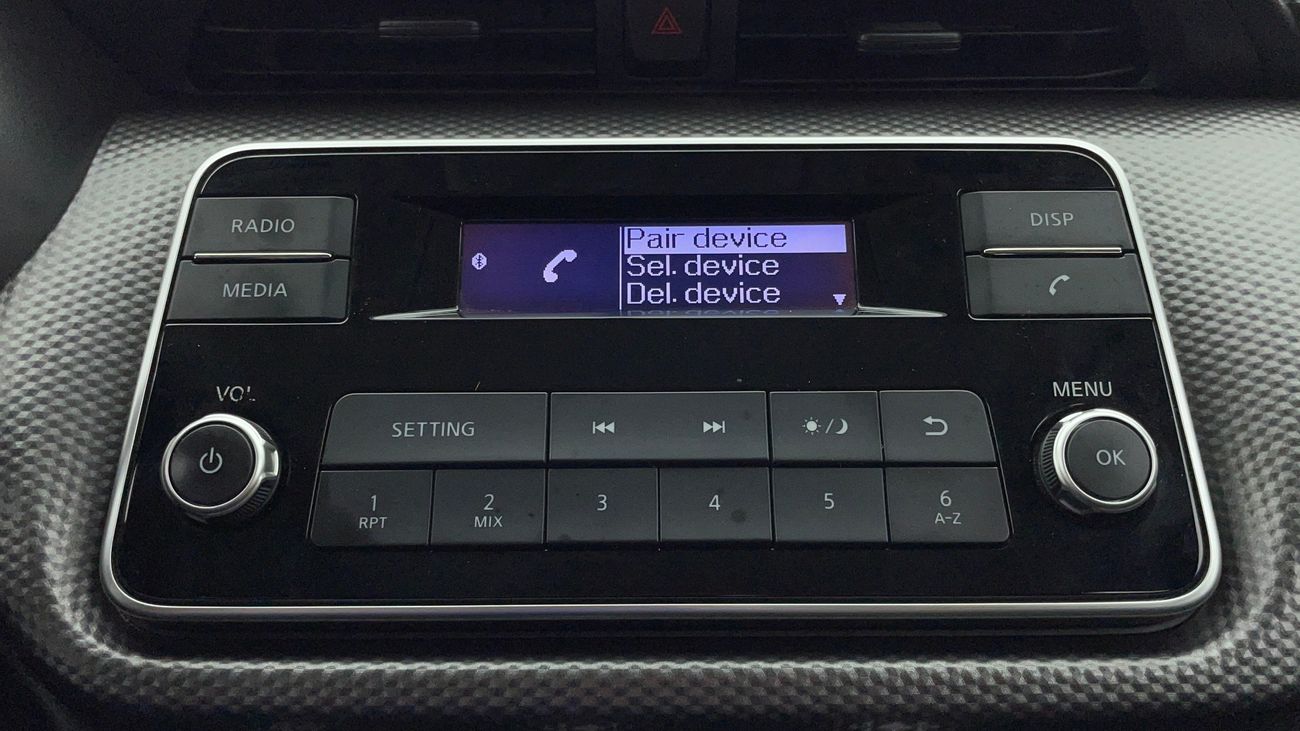 RADIO
MEDIA
Pair device
Sel. device
Del. device
DISP
VOL
MENU
SETTING
OK
1
RPT
2
MIX
3
4
5
6
A-Z